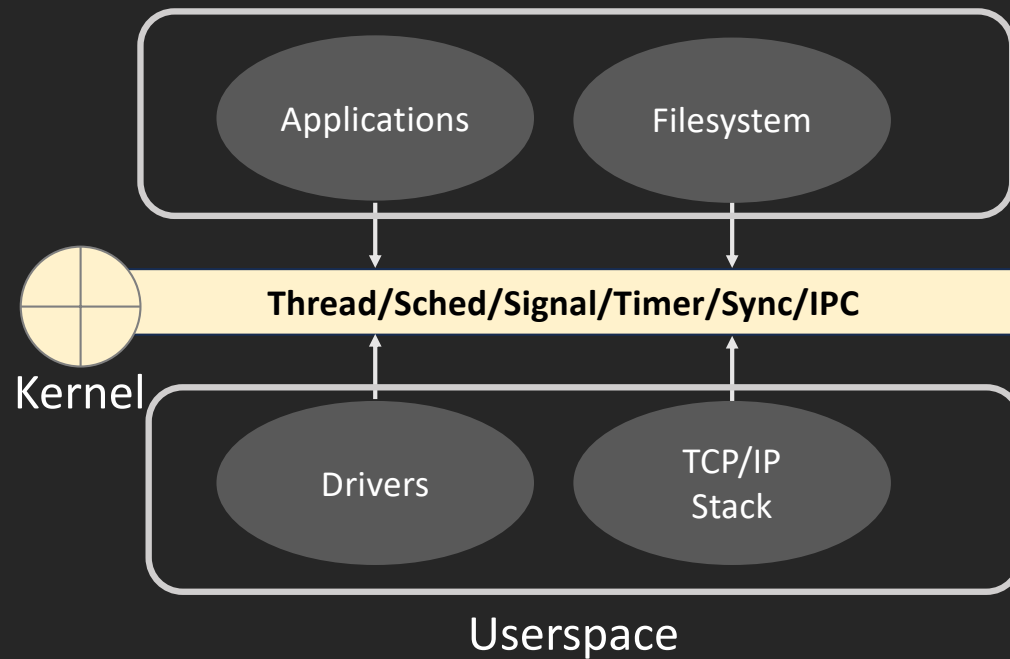 Applications
Filesystem
Thread/Sched/Signal/Timer/Sync/IPC
Kernel
Drivers
TCP/IP
Stack
Userspace